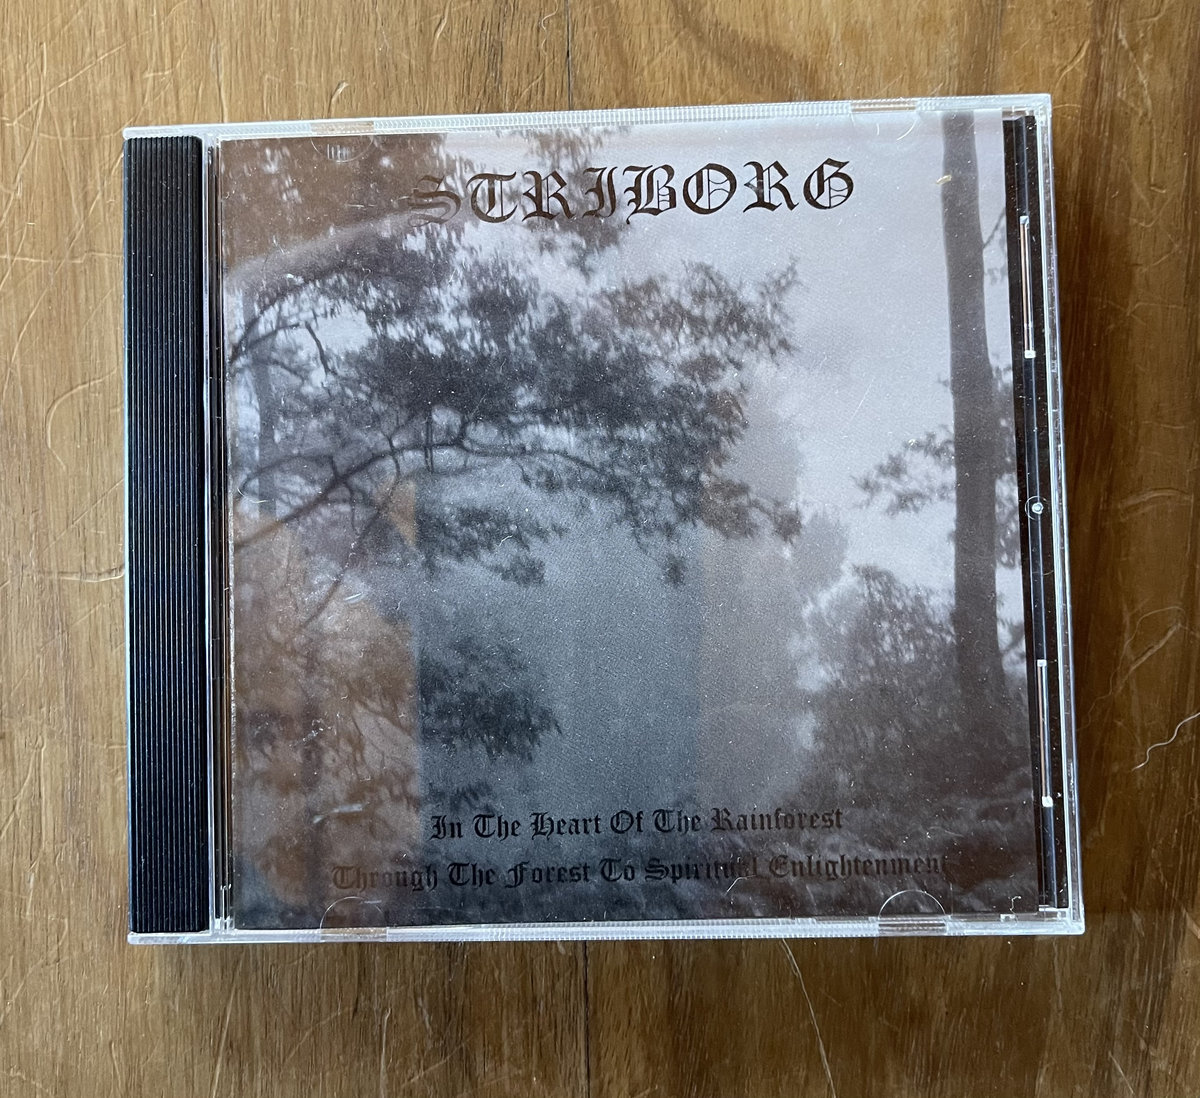 STRIBORG
In The Heart Of The Rainforest
Through The Forest To Spiritual Enlightenment